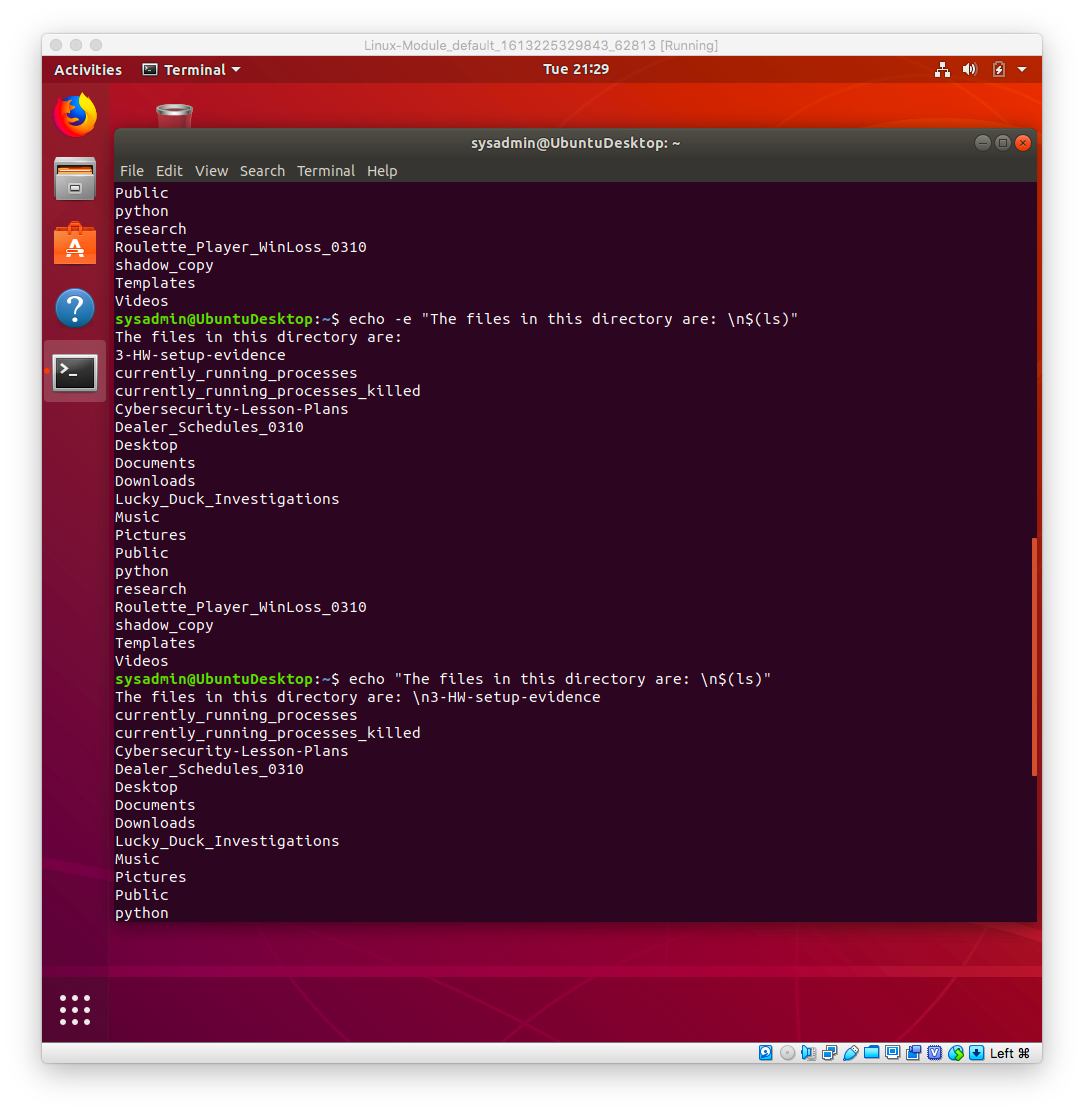 Linux-Module_default_1613225329843_62813 [Running]
Activities Terminal Tue 21:29
sysadmin@UbuntuDesktop: ~
File Edit View Search Terminal Help
Public
python
research
Roulette_Player_WinLoss_0310
shadow_copy
Templates
Videos
sysadmin@UbuntuDesktop:~$ echo -e "The files in this directory are: \n$(ls)"
The files in this directory are:
3-HW-setup-evidence
currently_running_processes
currently_running_processes_killed
Cybersecurity-Lesson-Plans
Dealer_Schedules_0310
Desktop
Documents
Downloads
Lucky_Duck_Investigations
Music
Pictures
Public
python
research
Roulette_Player_WinLoss_0310
shadow_copy
Templates
Videos
sysadmin@UbuntuDesktop:~$ echo "The files in this directory are: \n$(ls)"
The files in this directory are: \n3-HW-setup-evidence
currently_running_processes
currently_running_processes_killed
Cybersecurity-Lesson-Plans
Dealer_Schedules_0310
Desktop
Documents
Downloads
Lucky_Duck_Investigations
Music
Pictures
Public
python
Left ⌘